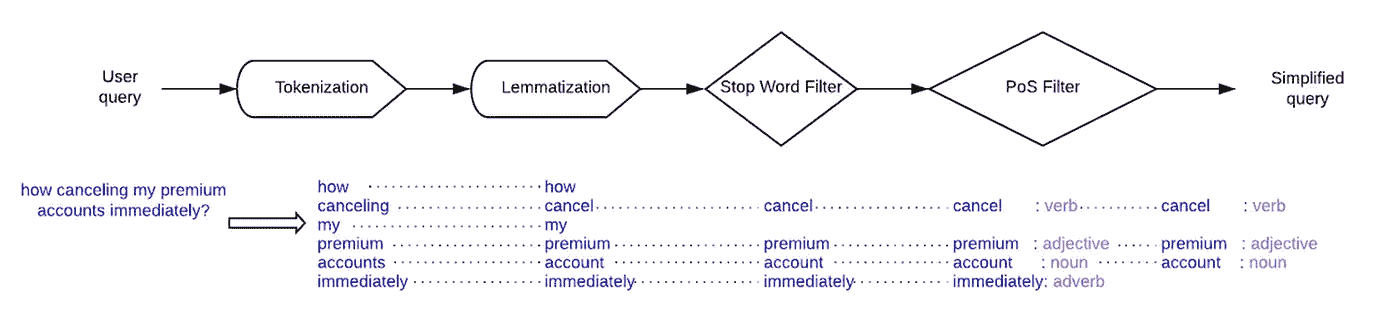 User
query
Tokenization
Lemmatization
Stop Word Filter
PoS Filter
Simplified
query
how canceling my premium
accounts immediately?
how how
canceling cancel cancel cancel : verb cancel : verb
my my
premium premium premium premium : adjective premium : adjective
accounts account account account : noun account : noun
immediately immediately immediately immediately: adverb